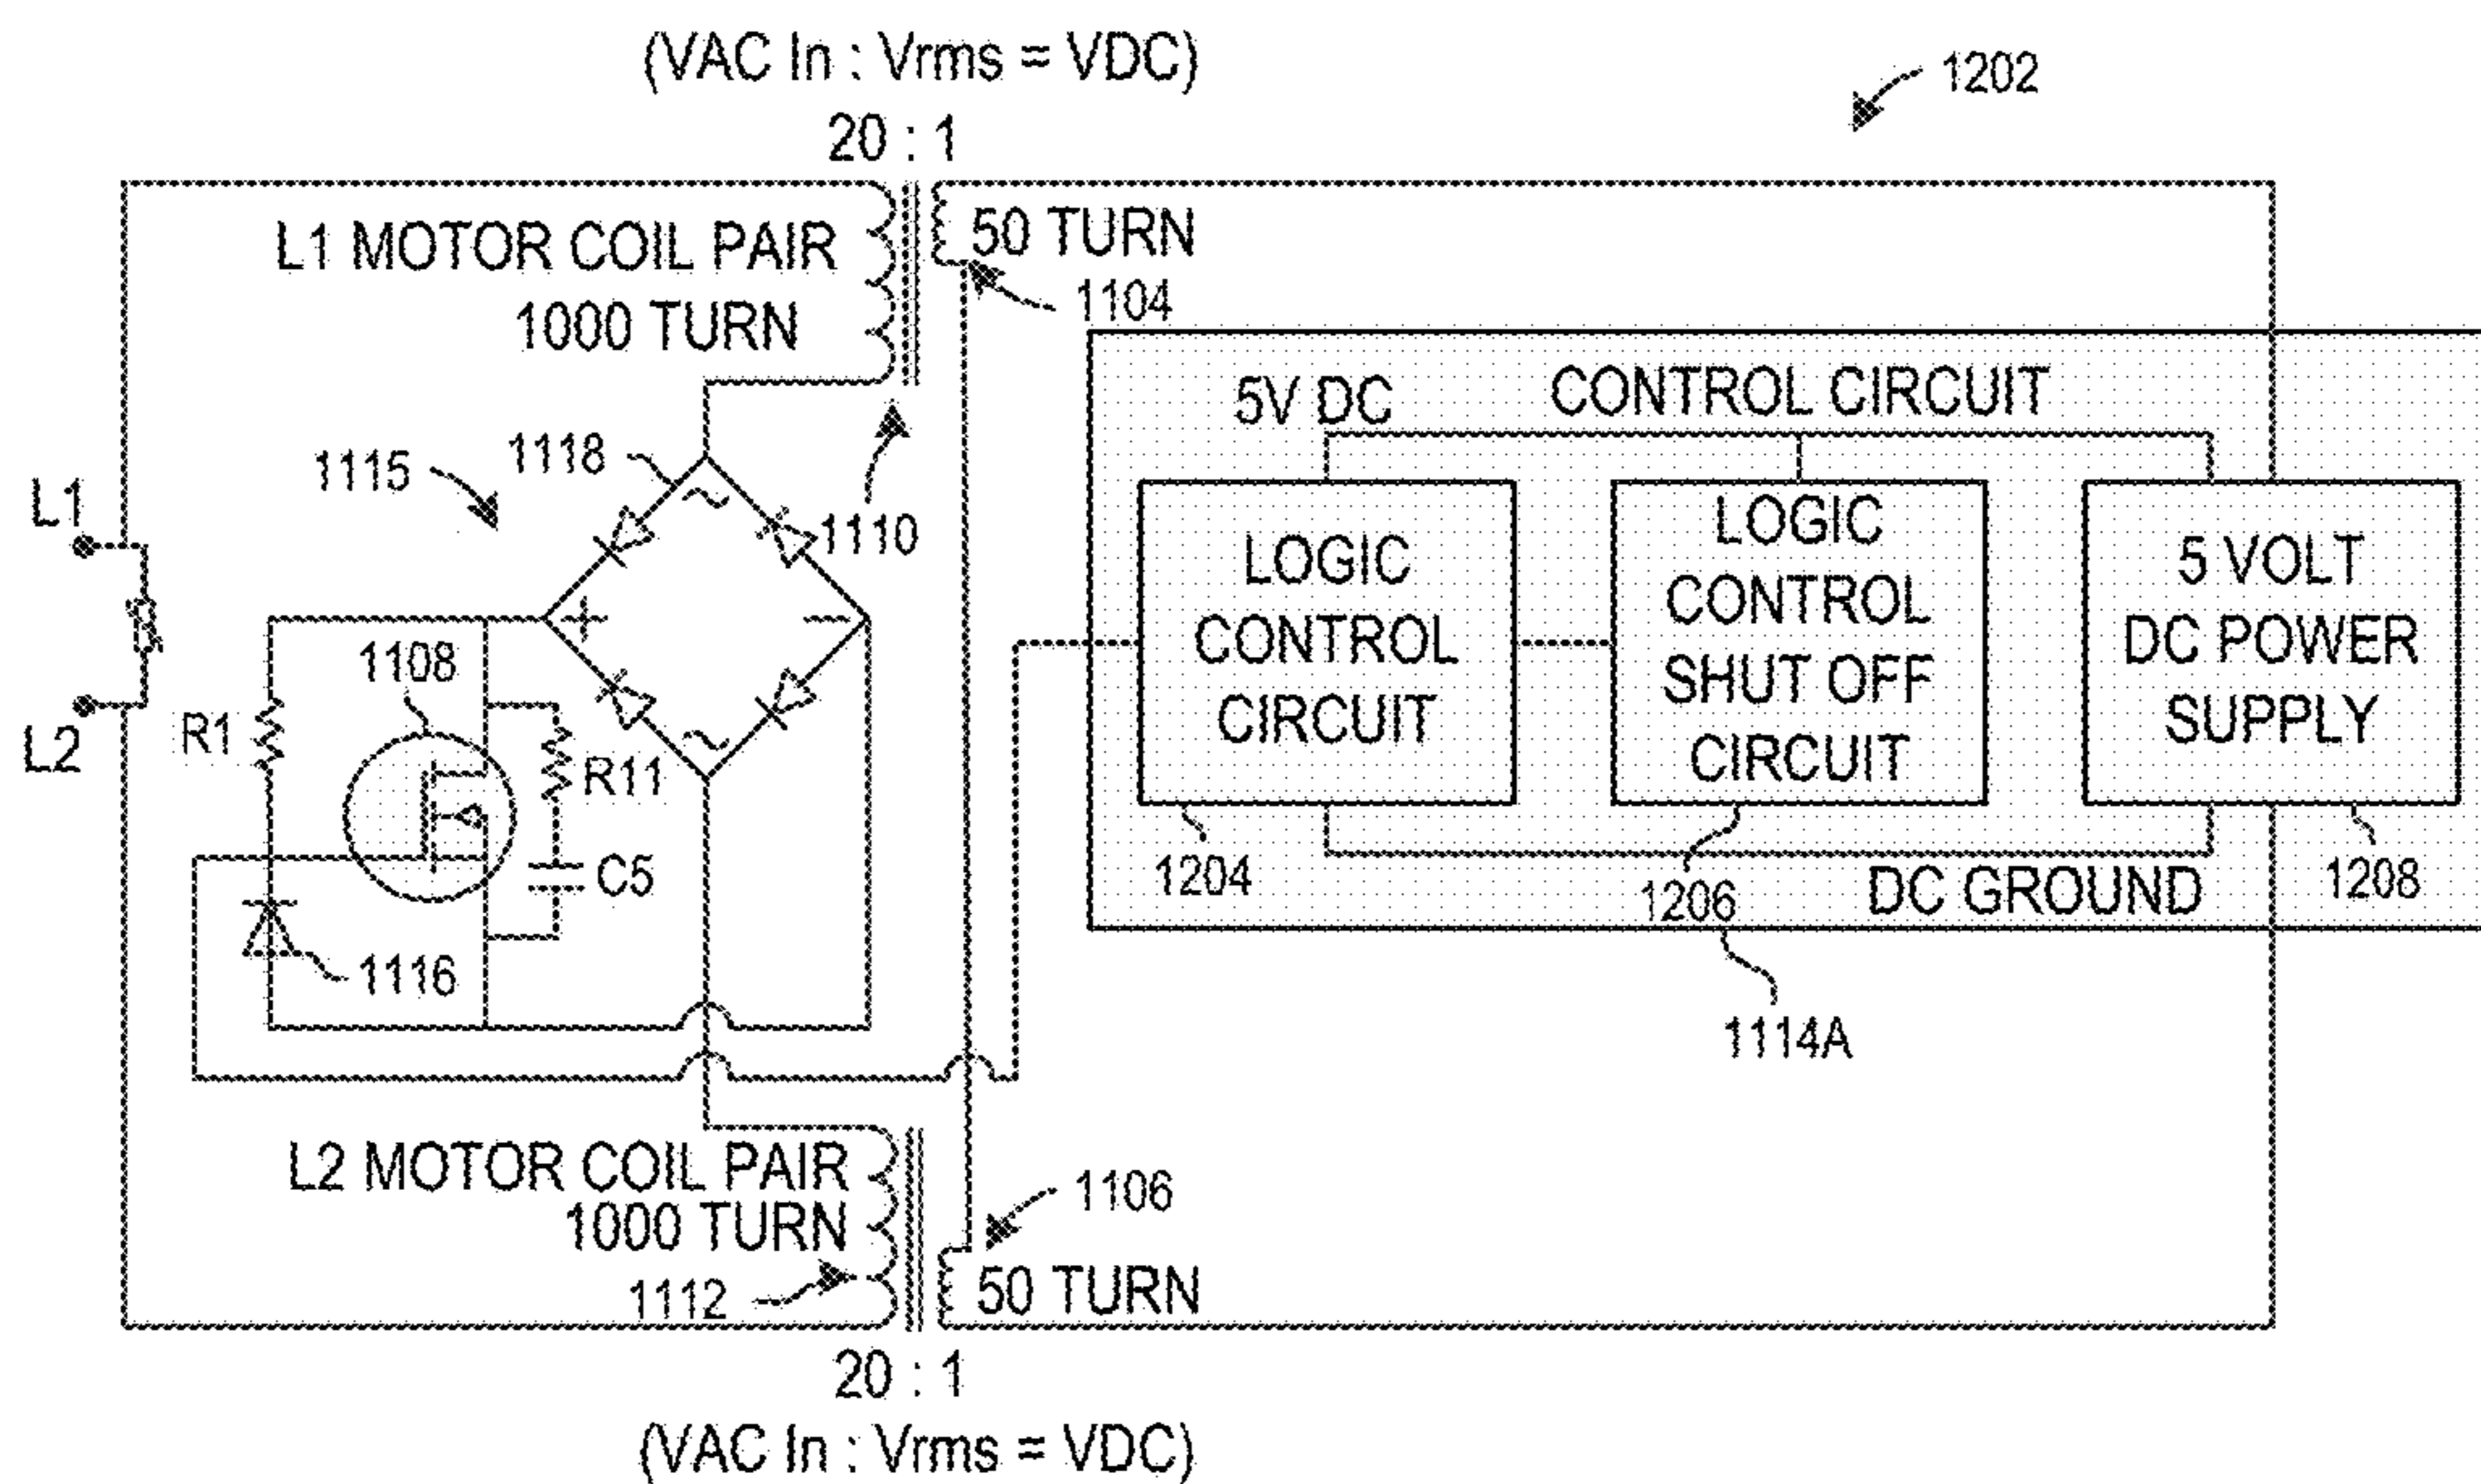 (VAC In : Vrms = VDC)
20 : 1
1202
L1 MOTOR COIL PAIR
1000 TURN
50 TURN
1104
5V DC
CONTROL CIRCUIT
1115
1118
1110
L1
L2
+
−
~
~
1108
R1
R11
C5
1116
LOGIC
CONTROL
CIRCUIT
LOGIC
CONTROL
SHUT OFF
CIRCUIT
5 VOLT
DC POWER
SUPPLY
1204
1206
DC GROUND
1208
1114A
L2 MOTOR COIL PAIR
1000 TURN
1112
1106
50 TURN
20 : 1
(VAC In : Vrms = VDC)